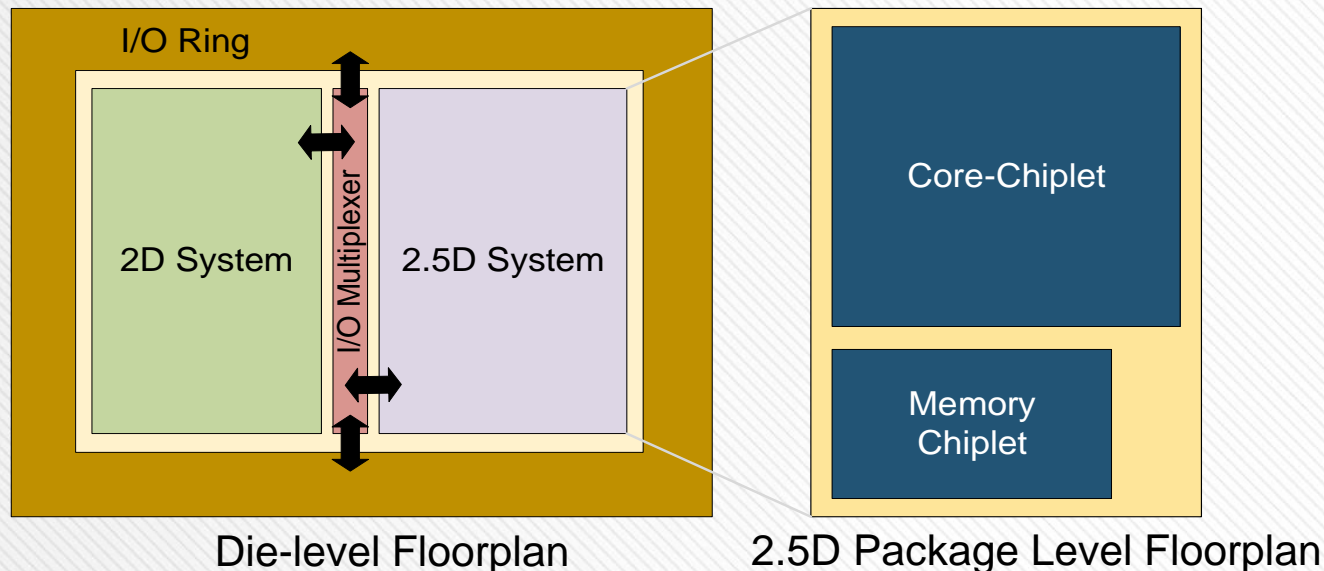 I/O Ring
2D System
I/O Multiplexer
2.5D System
Die-level Floorplan
Core-Chiplet
Memory
Chiplet
2.5D Package Level Floorplan